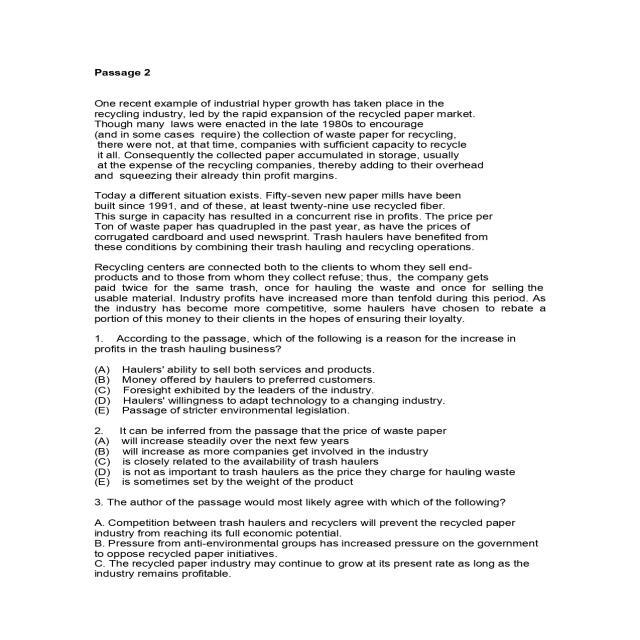 Passage 2
One recent example of industrial hyper growth has taken place in the
recycling industry, led by the rapid expansion of the recycled paper market.
Though many laws were enacted in the late 1980s to encourage
(and in some cases require) the collection of waste paper for recycling,
there were not, at that time, companies with sufficient capacity to recycle
it all. Consequently the collected paper accumulated in storage, usually
at the expense of the recycling companies, thereby adding to their overhead
and squeezing their already thin profit margins.
Today a different situation exists. Fifty-seven new paper mills have been
built since 1991, and of these, at least twenty-nine use recycled fiber.
This surge in capacity has resulted in a concurrent rise in profits. The price per
Ton of waste paper has quadrupled in the past year, as have the prices of
corrugated cardboard and used newsprint. Trash haulers have benefited from
these conditions by combining their trash hauling and recycling operations.
Recycling centers are connected both to the clients to whom they sell end-
products and to those from whom they collect refuse; thus, the company gets
paid twice for the same trash, once for hauling the waste and once for selling the
usable material. Industry profits have increased more than tenfold during this period. As
the industry has become more competitive, some haulers have chosen to rebate a
portion of this money to their clients in the hopes of ensuring their loyalty.
1. According to the passage, which of the following is a reason for the increase in
profits in the trash hauling business?
(A) Haulers' ability to sell both services and products.
(B) Money offered by haulers to preferred customers.
(C) Foresight exhibited by the leaders of the industry.
(D) Haulers' willingness to adapt technology to a changing industry.
(E) Passage of stricter environmental legislation.
2. It can be inferred from the passage that the price of waste paper
(A) will increase steadily over the next few years
(B) will increase as more companies get involved in the industry
(C) is closely related to the availability of trash haulers
(D) is not as important to trash haulers as the price they charge for hauling waste
(E) is sometimes set by the weight of the product
3. The author of the passage would most likely agree with which of the following?
A. Competition between trash haulers and recyclers will prevent the recycled paper
industry from reaching its full economic potential.
B. Pressure from anti-environmental groups has increased pressure on the government
to oppose recycled paper initiatives.
C. The recycled paper industry may continue to grow at its present rate as long as the
industry remains profitable.